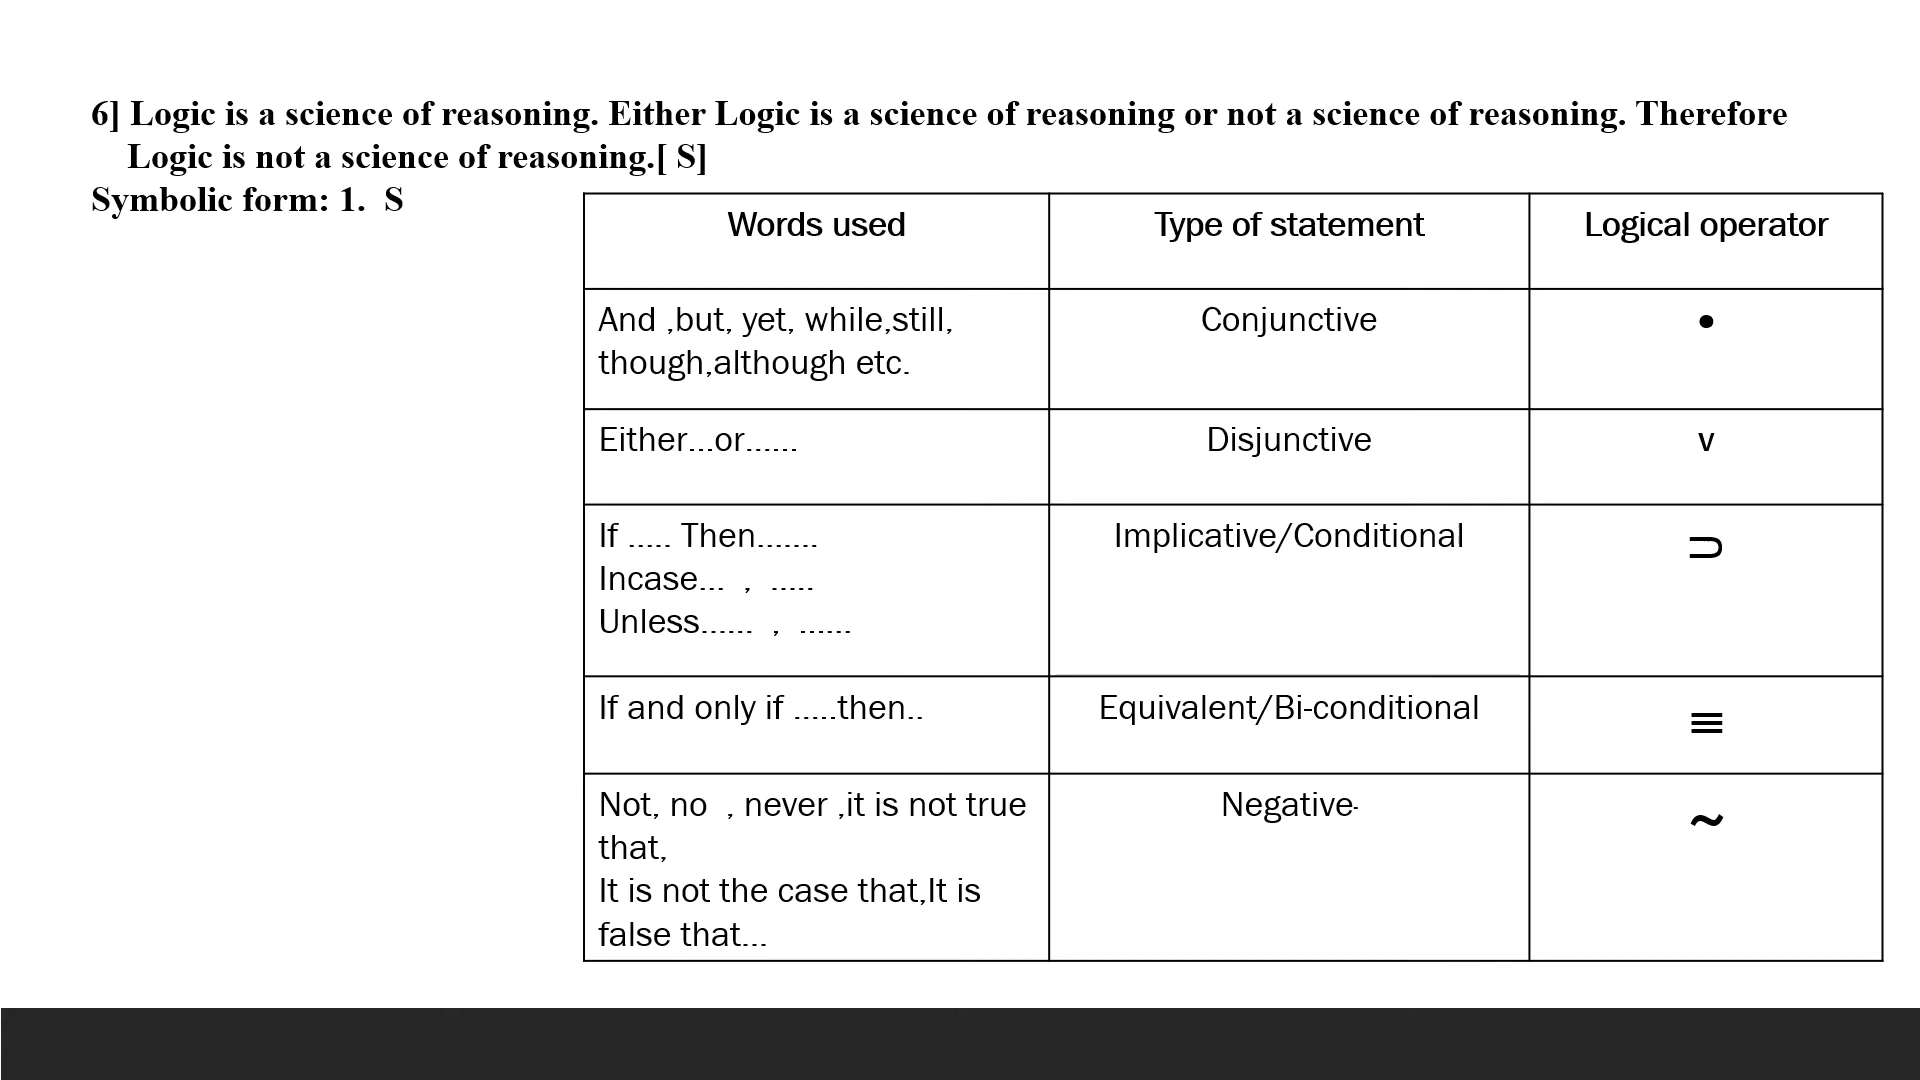 6] Logic is a science of reasoning. Either Logic is a science of reasoning or not a science of reasoning. Therefore
Logic is not a science of reasoning.[ S]
Symbolic form: 1.  S
Words used
Type of statement
Logical operator
And ,but, yet, while,still,
though,although etc.
Conjunctive
•
Either...or......
Disjunctive
v
If ..... Then.......
Incase...  ,  .....
Unless......  ,  ......
Implicative/Conditional
⊃
If and only if .....then..
Equivalent/Bi-conditional
≡
Not, no  , never ,it is not true
that,
It is not the case that,It is
false that...
Negative-
~